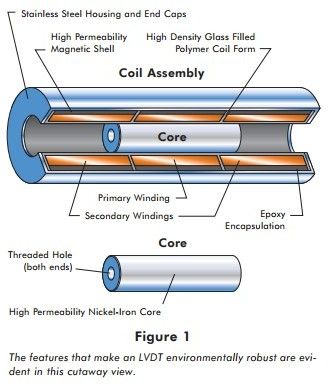 Stainless Steel Housing and End Caps
High Permeability
Magnetic Shell
High Density Glass Filled
Polymer Coil Form
Coil Assembly
Core
Primary Winding
Secondary Windings
Epoxy
Encapsulation
Core
Threaded Hole
(both ends)
High Permeability Nickel-Iron Core
Figure 1
The features that make an LVDT environmentally robust are evi-
dent in this cutaway view.